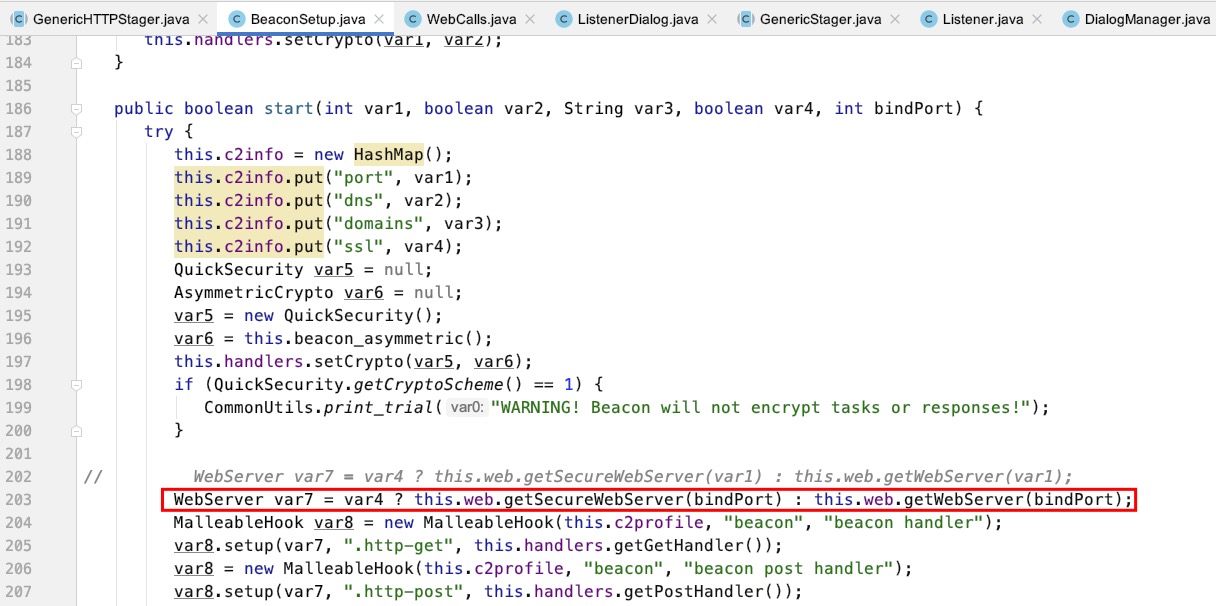 GenericHTTPStager.java BeaconSetup.java WebCalls.java ListenerDialog.java GenericStager.java Listener.java DialogManager.java
183 this.handlers.setCrypto(var1, var2);
184 }
185
186 public boolean start(int var1, boolean var2, String var3, boolean var4, int bindPort) {
187 try {
188 this.c2info = new HashMap();
189 this.c2info.put("port", var1);
190 this.c2info.put("dns", var2);
191 this.c2info.put("domains", var3);
192 this.c2info.put("ssl", var4);
193 QuickSecurity var5 = null;
194 AsymmetricCrypto var6 = null;
195 var5 = new QuickSecurity();
196 var6 = this.beacon_asymmetric();
197 this.handlers.setCrypto(var5, var6);
198 if (QuickSecurity.getCryptoScheme() == 1) {
199 CommonUtils.print_trial( var0: "WARNING! Beacon will not encrypt tasks or responses!");
200 }
201
202 // WebServer var7 = var4 ? this.web.getSecureWebServer(var1) : this.web.getWebServer(var1);
203 WebServer var7 = var4 ? this.web.getSecureWebServer(bindPort) : this.web.getWebServer(bindPort);
204 MalleableHook var8 = new MalleableHook(this.c2profile, "beacon", "beacon handler");
205 var8.setup(var7, ".http-get", this.handlers.getGetHandler());
206 var8 = new MalleableHook(this.c2profile, "beacon", "beacon post handler");
207 var8.setup(var7, ".http-post", this.handlers.getPostHandler());